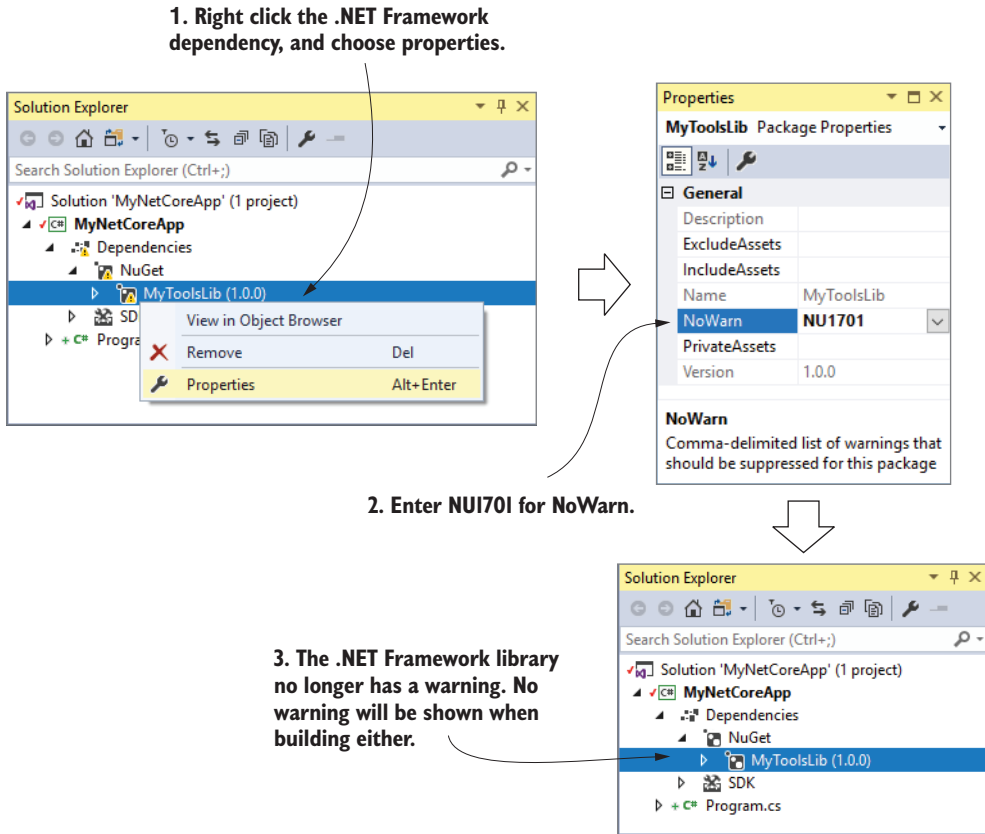 1. Right click the .NET Framework
dependency, and choose properties.
Solution Explorer
Search Solution Explorer (Ctrl+;)
Solution 'MyNetCoreApp' (1 project)
C# MyNetCoreApp
Dependencies
NuGet
MyToolsLib (1.0.0)
SD
+ C# Progra
View in Object Browser
Remove Del
Properties Alt+Enter
Properties
MyToolsLib Package Properties
General
Description
ExcludeAssets
IncludeAssets
Name MyToolsLib
NoWarn NU1701
PrivateAssets
Version 1.0.0
NoWarn
Comma-delimited list of warnings that
should be suppressed for this package
2. Enter NU1701 for NoWarn.
Solution Explorer
Search Solution Explorer (Ctrl+;)
Solution 'MyNetCoreApp' (1 project)
C# MyNetCoreApp
Dependencies
NuGet
MyToolsLib (1.0.0)
SDK
+ C# Program.cs
3. The .NET Framework library
no longer has a warning. No
warning will be shown when
building either.